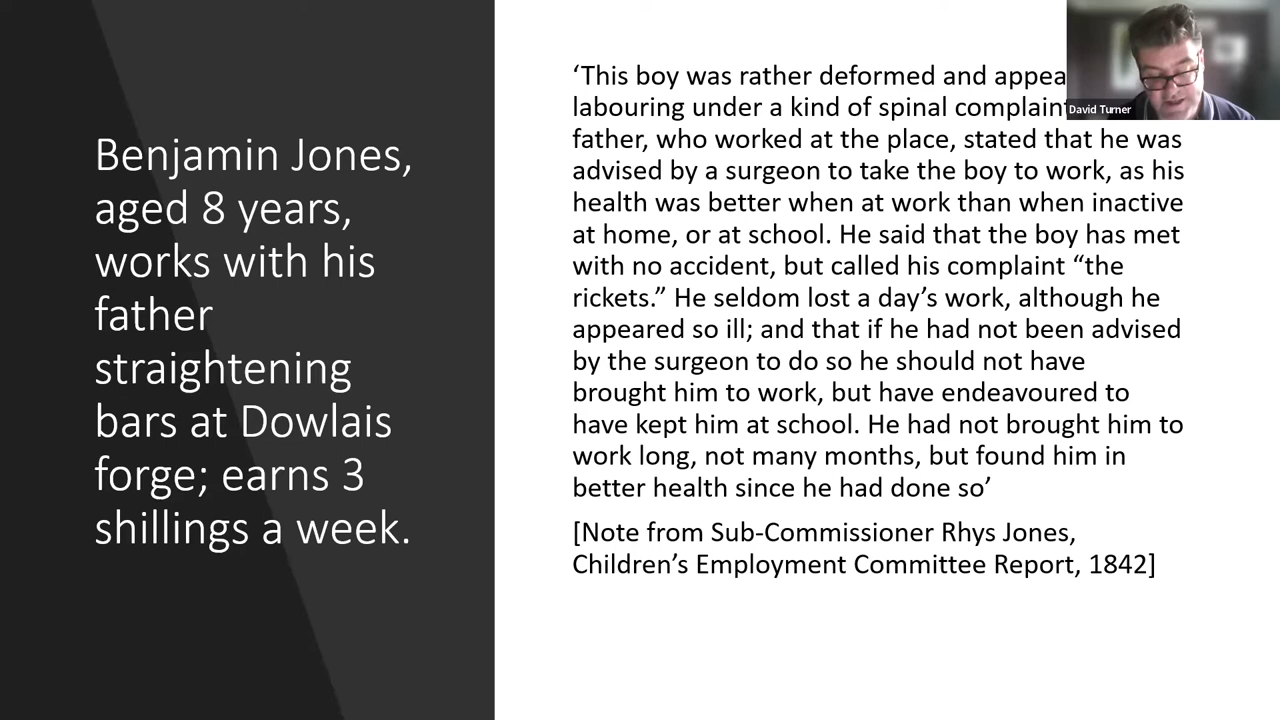 Benjamin Jones,
aged 8 years,
works with his
father
straightening
bars at Dowlais
forge; earns 3
shillings a week.
‘This boy was rather deformed and
labouring under a kind of spinal
father, who worked at the place, stated that he was
advised by a surgeon to take the boy to work, as his
health was better when at work than when inactive
at home, or at school. He said that the boy has met
with no accident, but called his complaint “the
rickets.” He seldom lost a day’s work, although he
appeared so ill; and that if he had not been advised
by the surgeon to do so he should not have
brought him to work, but have endeavoured to
have kept him at school. He had not brought him to
work long, not many months, but found him in
better health since he had done so’
[Note from Sub-Commissioner Rhys Jones,
Children’s Employment Committee Report, 1842]
David Turner